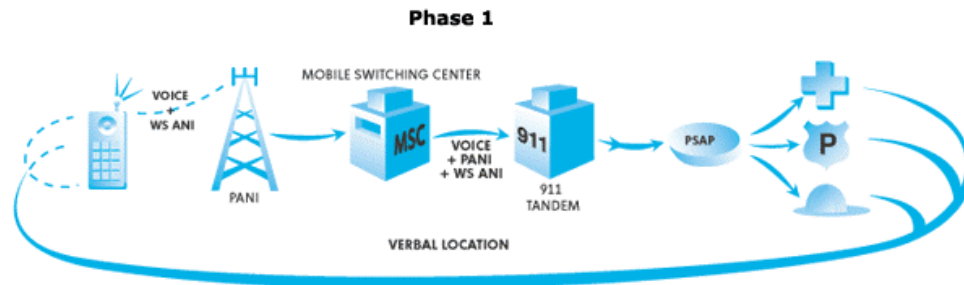 Phase 1
MOBILE SWITCHING CENTER
VOICE
+
WS ANI
MSC
911
PSAP
P
VOICE
+ PANI
+ WS ANI
PANI
911
TANDEM
VERBAL LOCATION